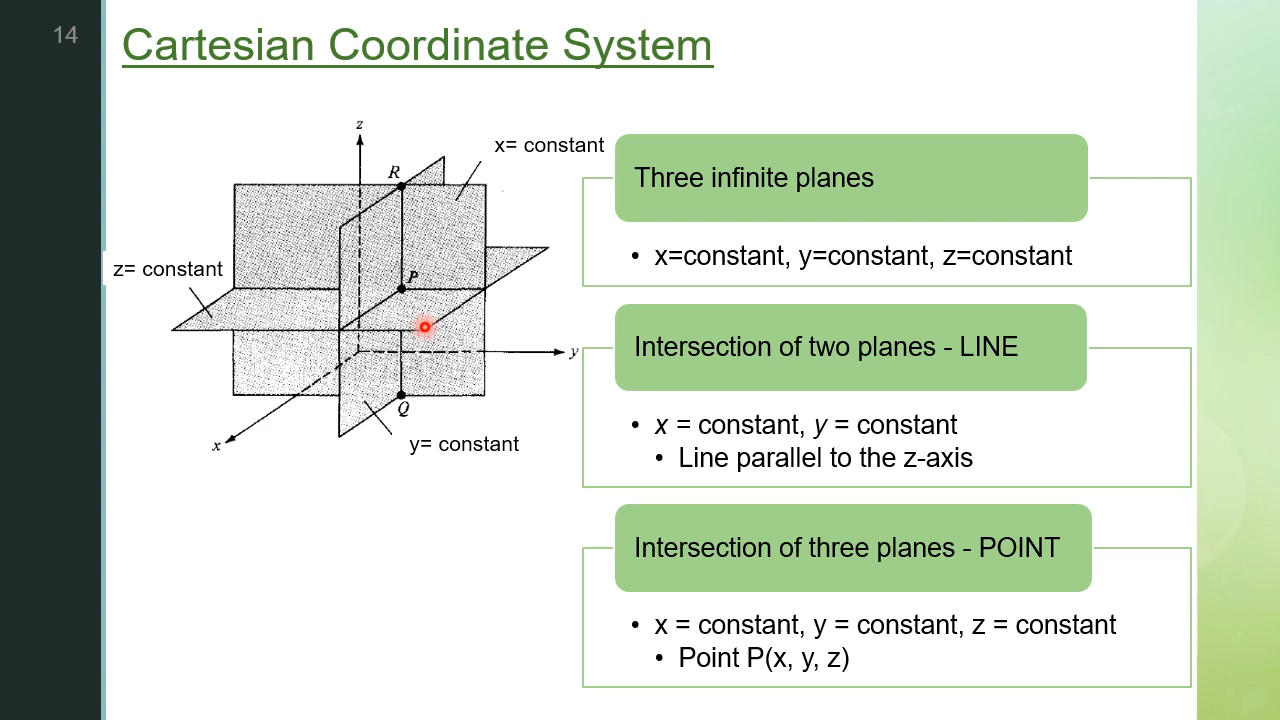 14
Cartesian Coordinate System
z
x= constant
R
z= constant
P
y
x
Q
y= constant
Three infinite planes
• x=constant, y=constant, z=constant
Intersection of two planes - LINE
• x = constant, y = constant
• Line parallel to the z-axis
Intersection of three planes - POINT
• x = constant, y = constant, z = constant
• Point P(x, y, z)